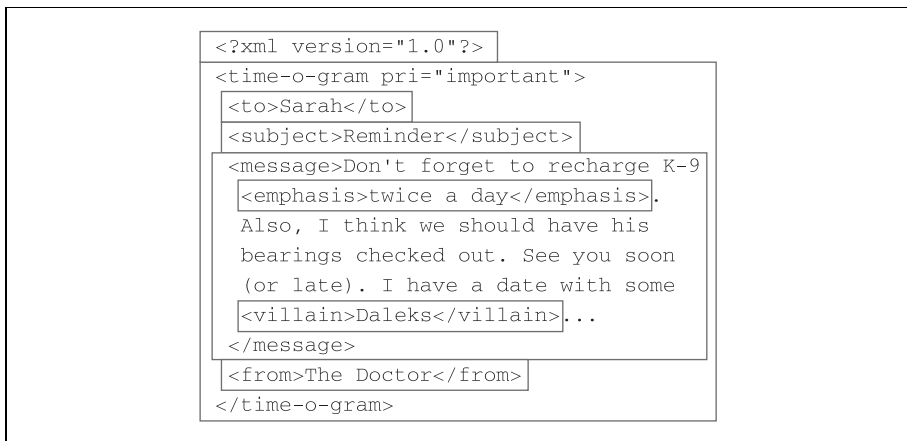 <?xml version="1.0"?>
<time-o-gram pri="important">
<to>Sarah</to>
<subject>Reminder</subject>
<message>Don't forget to recharge K-9
<emphasis>twice a day</emphasis>.
Also, I think we should have his
bearings checked out. See you soon
(or late). I have a date with some
<villain>Daleks</villain>...
</message>
<from>The Doctor</from>
</time-o-gram>